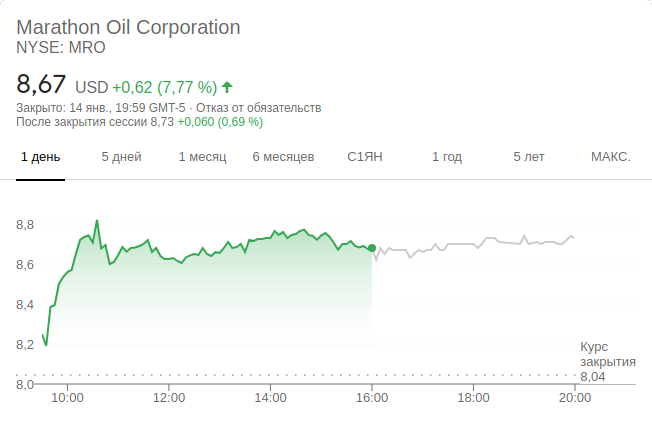 Marathon Oil Corporation
NYSE: MRO
8,67 USD +0,62 (7,77 %)
Закрыто: 14 янв., 19:59 GMT-5 · Отказ от обязательств
После закрытия сессии 8,73 +0,060 (0,69 %)
1 день 5 дней 1 месяц 6 месяцев С1ЯН 1 год 5 лет МАКС.
8,8
8,6
8,4
8,2
Курс
закрытия
8,04
8,0
10:00 12:00 14:00 16:00 18:00 20:00